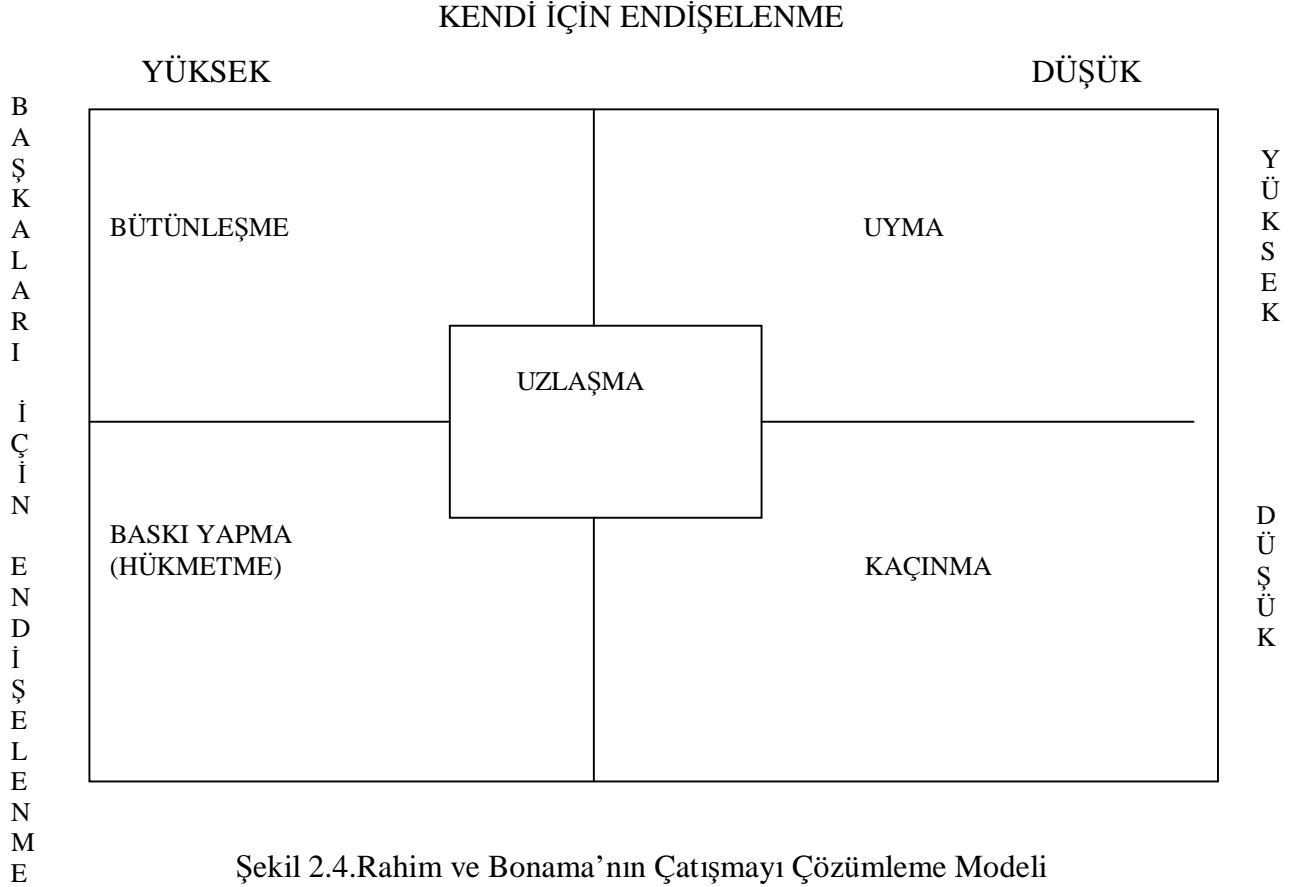 KENDİ İÇİN ENDİŞELENME
YÜKSEK DÜŞÜK
BAŞKALARI İÇİN ENDİŞELENME
BÜTÜNLEŞME
UYMA
YÜKSEK
UZLAŞMA
BASKI YAPMA
(HÜKMETME)
KAÇINMA
DÜŞÜK
Şekil 2.4.Rahim ve Bonama’nın Çatışmayı Çözümleme Modeli